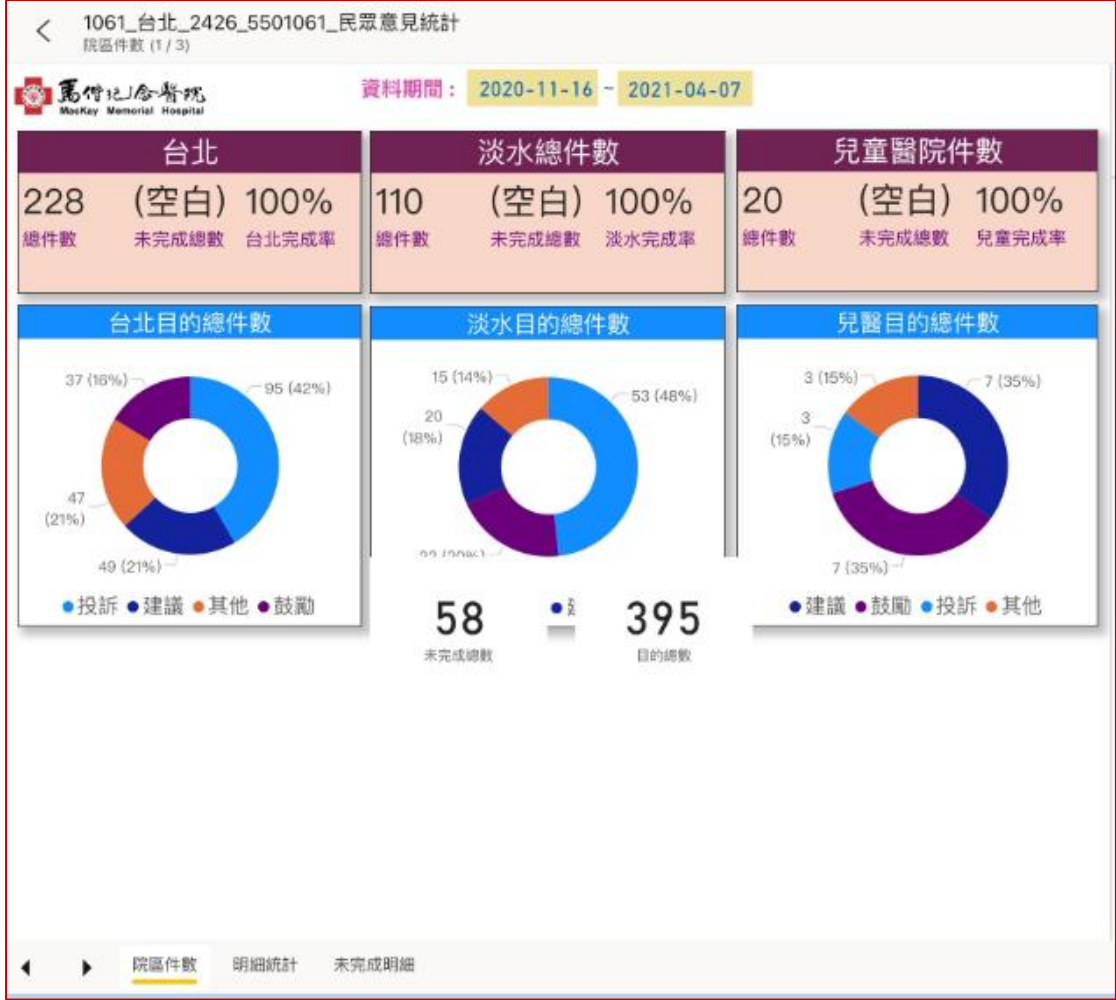 1061_台北_2426_5501061_民眾意見統計
院區件數 (1 / 3)
馬偕紀念醫院
MacKay Memorial Hospital
資料期間： 2020-11-16 ~ 2021-04-07
台北
228 (空白) 100%
總件數 未完成總數 台北完成率
淡水總件數
110 (空白) 100%
總件數 未完成總數 淡水完成率
兒童醫院件數
20 (空白) 100%
總件數 未完成總數 兒童完成率
台北目的總件數
37 (16%)
95 (42%)
47
(21%)
49 (21%)
投訴 建議 其他 鼓勵
淡水目的總件數
15 (14%)
53 (48%)
20
(18%)
22 (20%)
兒醫目的總件數
3 (15%)
7 (35%)
3
(15%)
7 (35%)
建議 鼓勵 投訴 其他
58
未完成總數
395
目的總數
院區件數 明細統計 未完成明細